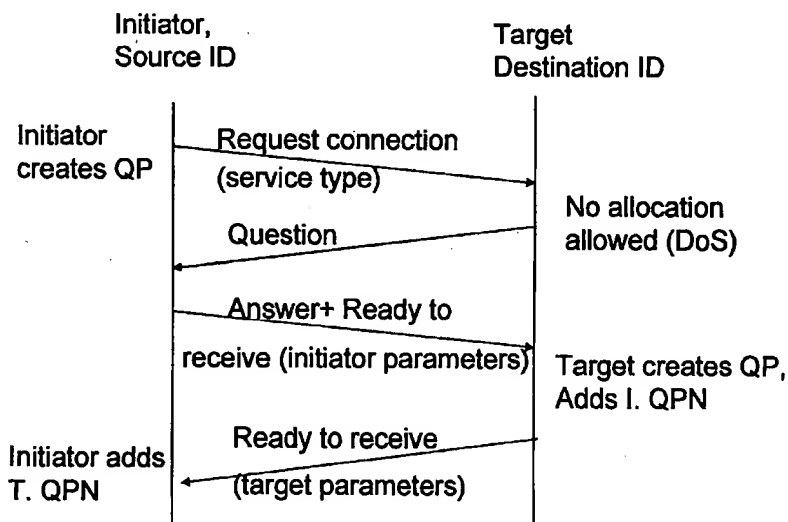 Initiator,
Source ID
Target
Destination ID
Initiator
creates QP
Request connection
(service type)
No allocation
allowed (DoS)
Question
Answer+ Ready to
receive (initiator parameters)
Target creates QP,
Adds I. QPN
Ready to receive
(target parameters)
Initiator adds
T. QPN